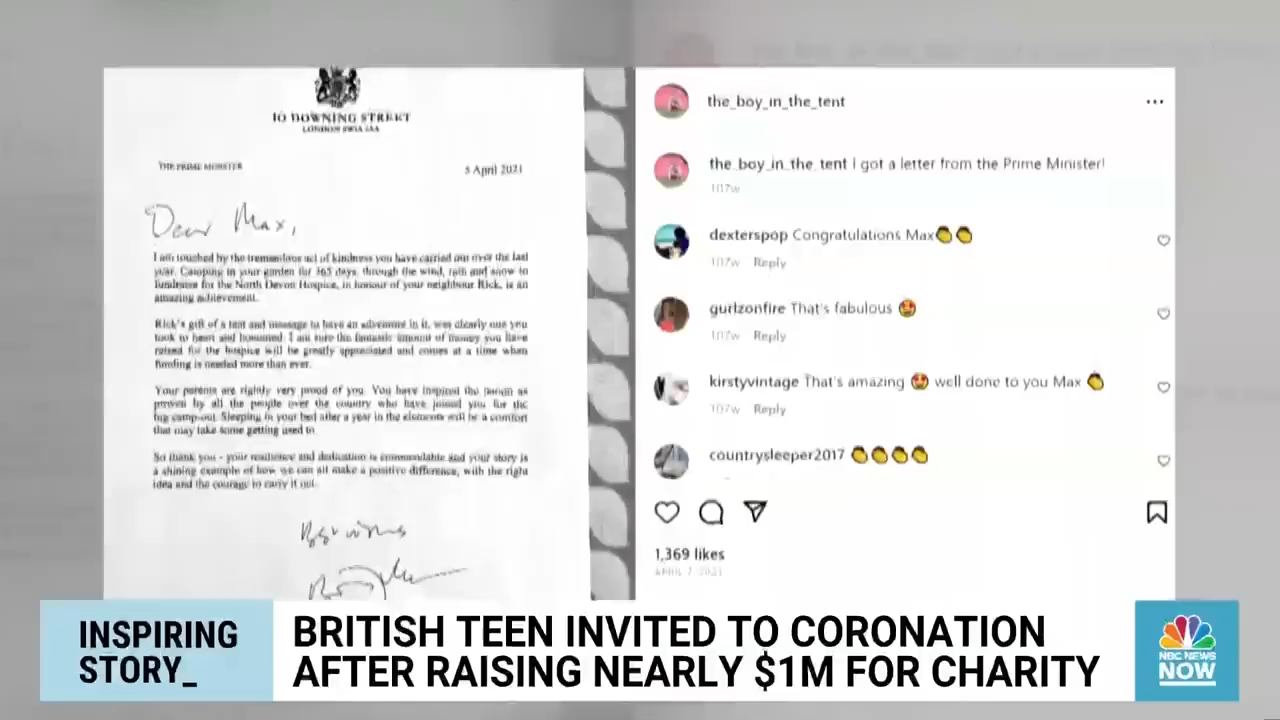 10 DOWNING STREET
LONDON SW1A 2AA
THE PRIME MINISTER
5 April 2021
Dear Max,
I am touched by the tremendous act of kindness you have carried out over the last
year. Camping in your garden for 365 days, through the wind, rain and snow to
fundraise for the North Devon Hospice, in honour of your neighbour Rick, is an
amazing achievement.
Rick's gift of a tent and message to have an adventure in it, was clearly one you
took to heart and honoured. I am sure the fantastic amount of money you have
raised for the hospice will be greatly appreciated and comes at a time when
funding is needed more than ever.
Your parents are rightly very proud of you. You have inspired the nation as
proven by all the people over the country who have joined you for the
big camp-out. Sleeping in your bed after a year in the elements will be a comfort
that may take some getting used to.
So thank you - your resilience and dedication is commendable and your story is
a shining example of how we can all make a positive difference, with the right
idea and the courage to carry it out.
Best wishes
the_boy_in_the_tent
the_boy_in_the_tent I got a letter from the Prime Minister!
107w
dexterspop Congratulations Max👏👏
107w Reply
gurlzonfire That's fabulous 🤩
107w Reply
kirstyvintage That's amazing 🤩 well done to you Max 👏
107w Reply
countrysleeper2017 👏👏👏👏
1,369 likes
APRIL 7, 2021
INSPIRING
STORY_
BRITISH TEEN INVITED TO CORONATION
AFTER RAISING NEARLY $1M FOR CHARITY
NBC NEWS
NOW